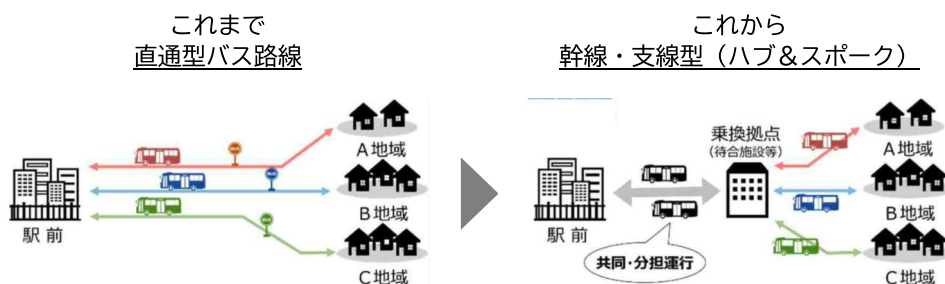 これまで
直通型バス路線
A地域
B地域
C地域
駅前
これから
幹線・支線型（ハブ＆スポーク）
乗換拠点
（待合施設等）
A地域
B地域
C地域
駅前
共同・分担運行